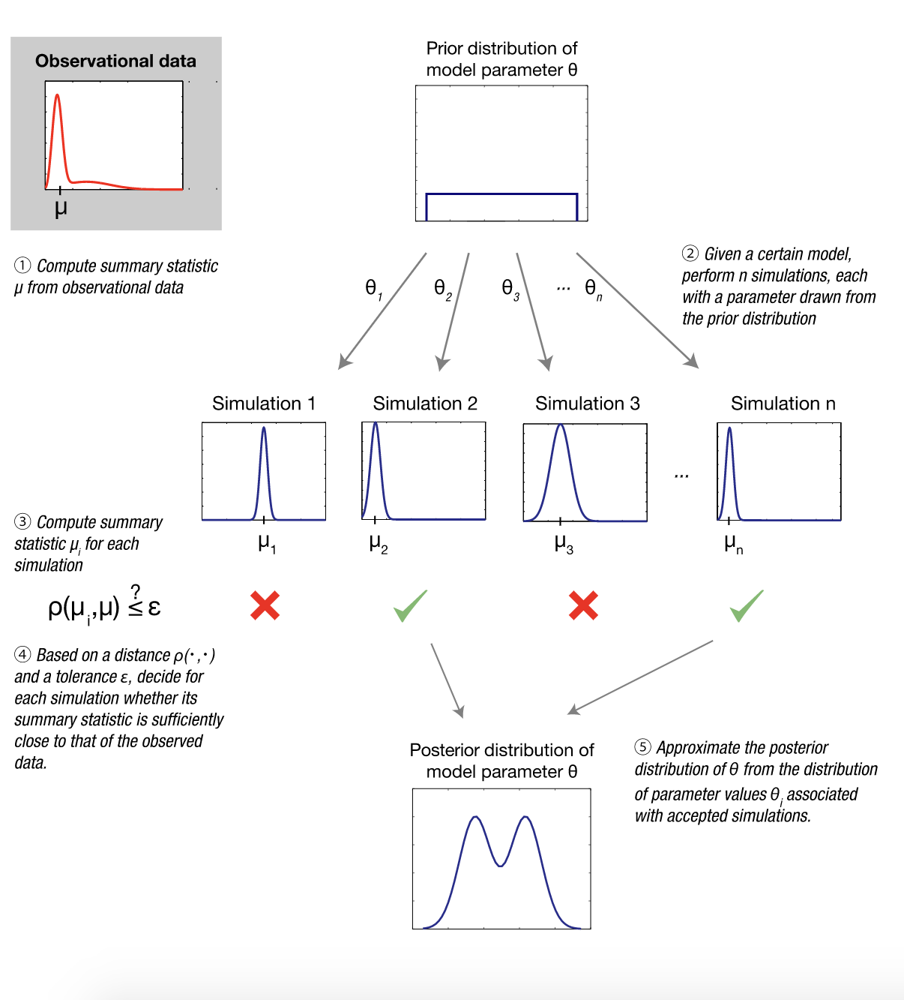 Observational data
μ
① Compute summary statistic
μ from observational data
Prior distribution of
model parameter θ
② Given a certain model,
perform n simulations, each
with a parameter drawn from
the prior distribution
θ1 θ2 θ3 ... θn
Simulation 1
Simulation 2
Simulation 3
...
Simulation n
μ1
μ2
μ3
μn
③ Compute summary
statistic μi for each
simulation
ρ(μi,μ) ≤? ε
④ Based on a distance ρ(·,·)
and a tolerance ε, decide for
each simulation whether its
summary statistic is sufficiently
close to that of the observed
data.
Posterior distribution of
model parameter θ
⑤ Approximate the posterior
distribution of θ from the distribution
of parameter values θi associated
with accepted simulations.